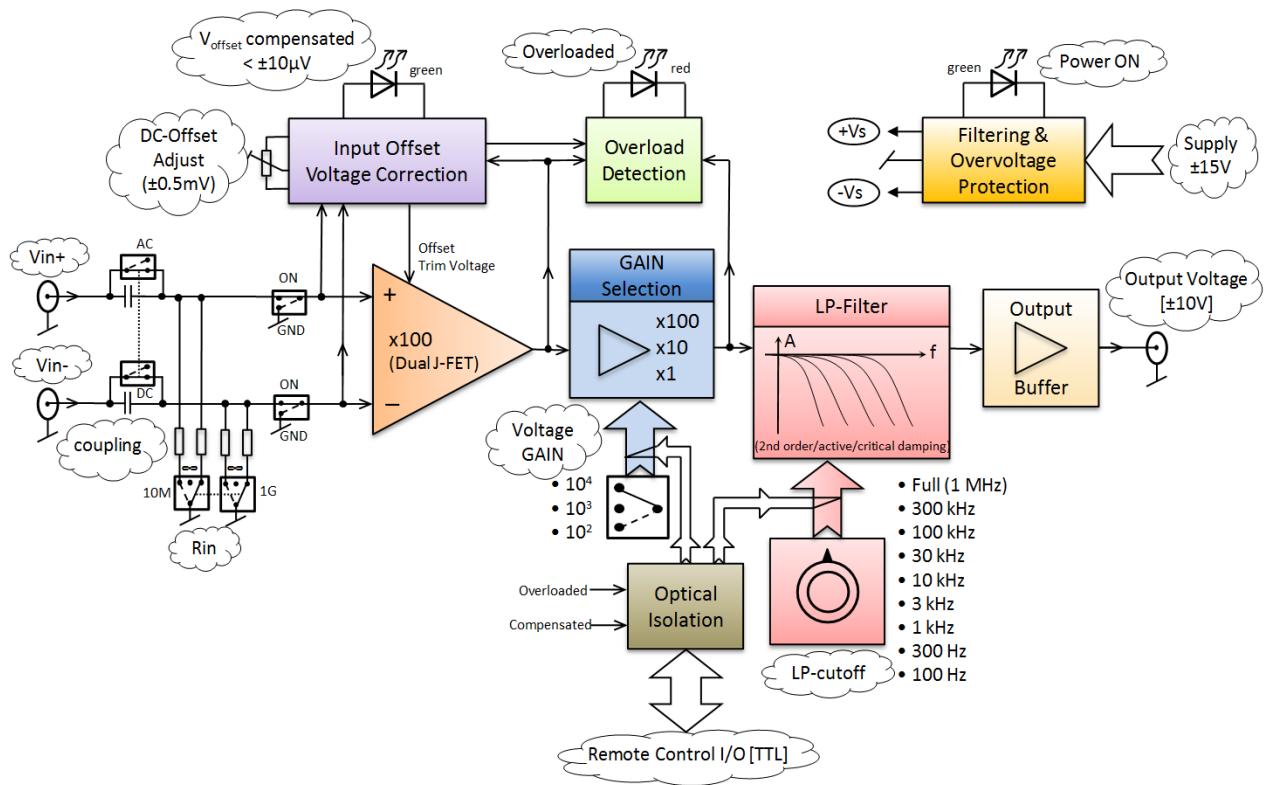 V offset compensated
< ±10µV
green
Overloaded
red
green
Power ON
DC-Offset
Adjust
(±0.5mV)
Input Offset
Voltage Correction
Overload
Detection
+Vs
-Vs
Filtering &
Overvoltage
Protection
Supply
±15V
Vin+
AC
ON
GND
Offset
Trim Voltage
+
x100
(Dual J-FET)
−
GAIN
Selection
x100
x10
x1
LP-Filter
A
f
(2nd order/active/critical damping)
Output
Buffer
Output Voltage
[±10V]
Vin-
DC
ON
GND
coupling
∞
∞
10M
1G
Rin
Voltage
GAIN
• 10⁴
• 10³
• 10²
Overloaded
Compensated
Optical
Isolation
LP-cutoff
• Full (1 MHz)
• 300 kHz
• 100 kHz
• 30 kHz
• 10 kHz
• 3 kHz
• 1 kHz
• 300 Hz
• 100 Hz
Remote Control I/O [TTL]